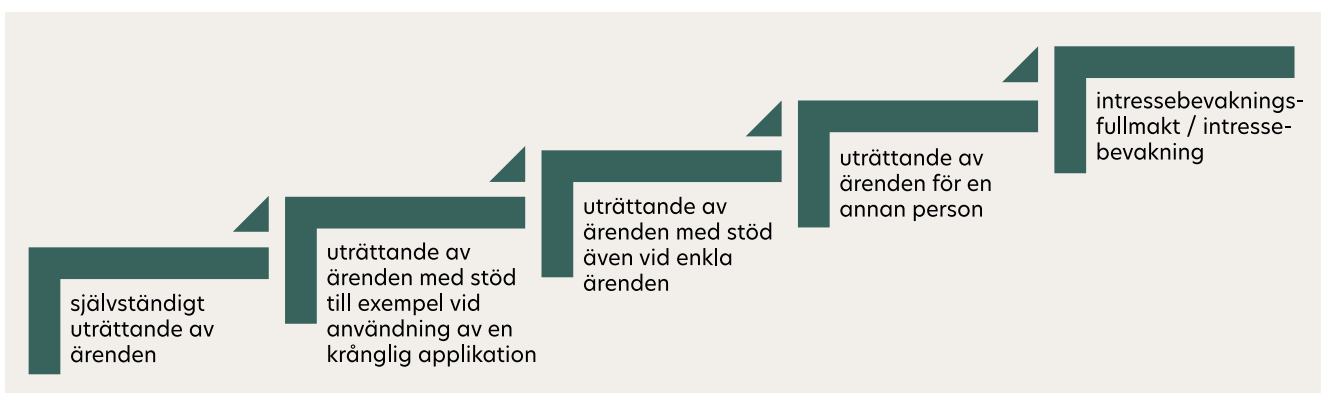 självständigt
uträttande av
ärenden
uträttande av
ärenden med stöd
till exempel vid
användning av en
krånglig applikation
uträttande av
ärenden med stöd
även vid enkla
ärenden
uträttande av
ärenden för en
annan person
intressebevaknings-
fullmakt / intresse-
bevakning